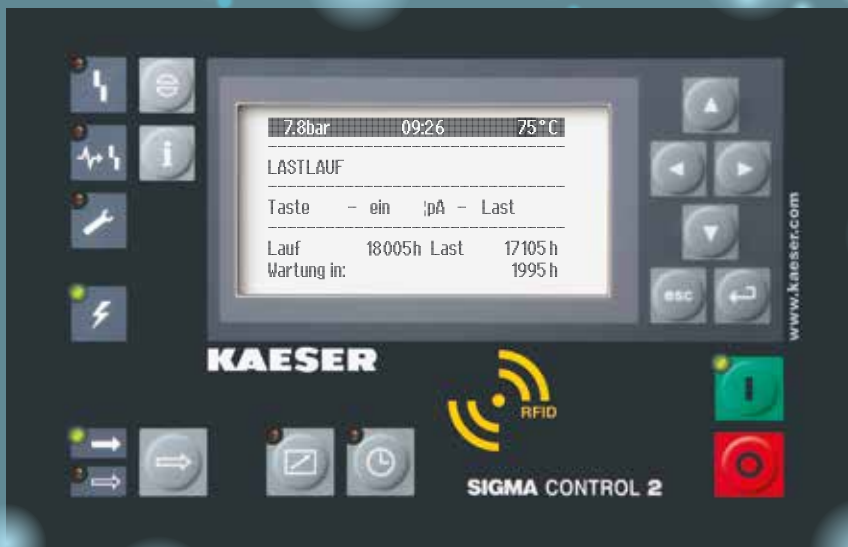 7.8bar 09:26 75°C
LASTLAUF
Taste - ein ¦pA - Last
Lauf 18005h Last 17105h
Wartung in: 1995h
esc
www.kaeser.com
KAESER
RFID
SIGMA CONTROL 2